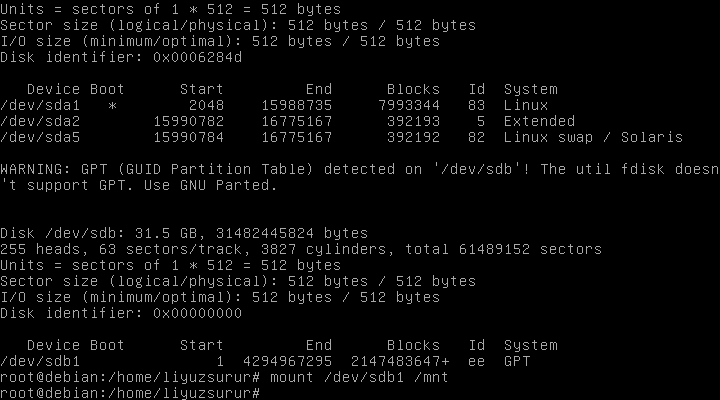 Units = sectors of 1 * 512 = 512 bytes
Sector size (logical/physical): 512 bytes / 512 bytes
I/O size (minimum/optimal): 512 bytes / 512 bytes
Disk identifier: 0x0006284d

   Device Boot      Start         End      Blocks   Id  System
/dev/sda1   *        2048    15988735     7993344   83  Linux
/dev/sda2        15990782    16775167      392193    5  Extended
/dev/sda5        15990784    16775167      392192   82  Linux swap / Solaris

WARNING: GPT (GUID Partition Table) detected on '/dev/sdb'! The util fdisk doesn
't support GPT. Use GNU Parted.


Disk /dev/sdb: 31.5 GB, 31482445824 bytes
255 heads, 63 sectors/track, 3827 cylinders, total 61489152 sectors
Units = sectors of 1 * 512 = 512 bytes
Sector size (logical/physical): 512 bytes / 512 bytes
I/O size (minimum/optimal): 512 bytes / 512 bytes
Disk identifier: 0x00000000

   Device Boot      Start         End      Blocks   Id  System
/dev/sdb1               1  4294967295  2147483647+  ee  GPT
root@debian:/home/liyuzsurur# mount /dev/sdb1 /mnt
root@debian:/home/liyuzsurur#